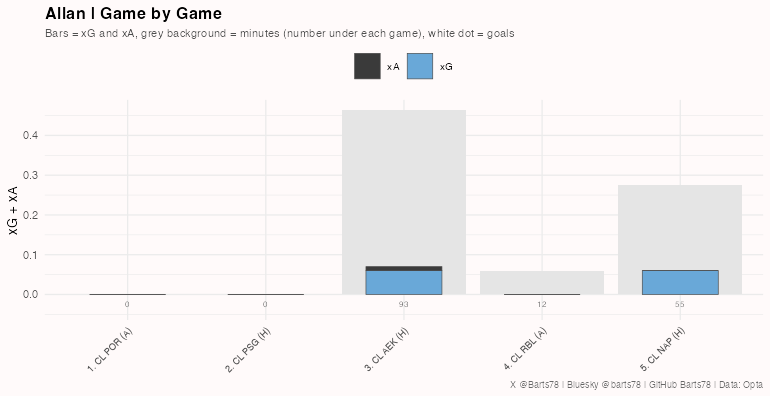 Allan | Game by Game
Bars = xG and xA, grey background = minutes (number under each game), white dot = goals
xA xG
xG + xA
0.4
0.3
0.2
0.1
0.0
0 0 93 12 55
1. CL POR (A)
2. CL PSG (H)
3. CL AEK (H)
4. CL RBL (A)
5. CL NAP (H)
X @Barts78 | Bluesky @barts78 | GitHub Barts78 | Data: Opta